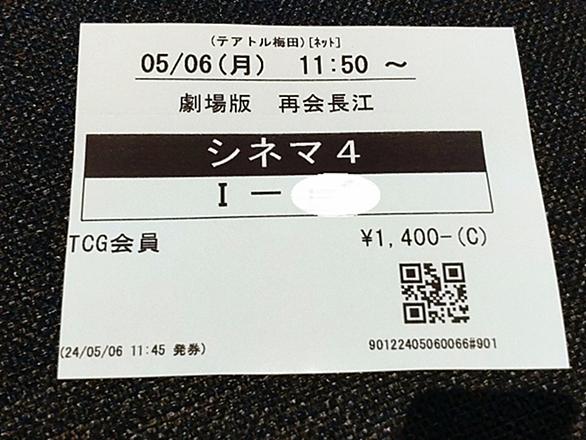 (テアトル梅田)[ﾈｯﾄ]
05/06(月) 11:50 ～
劇場版 再会長江
シネマ４
Ｉ －
TCG会員 ¥1,400-(C)
(24/05/06 11:45 発券) 90122405060066#901